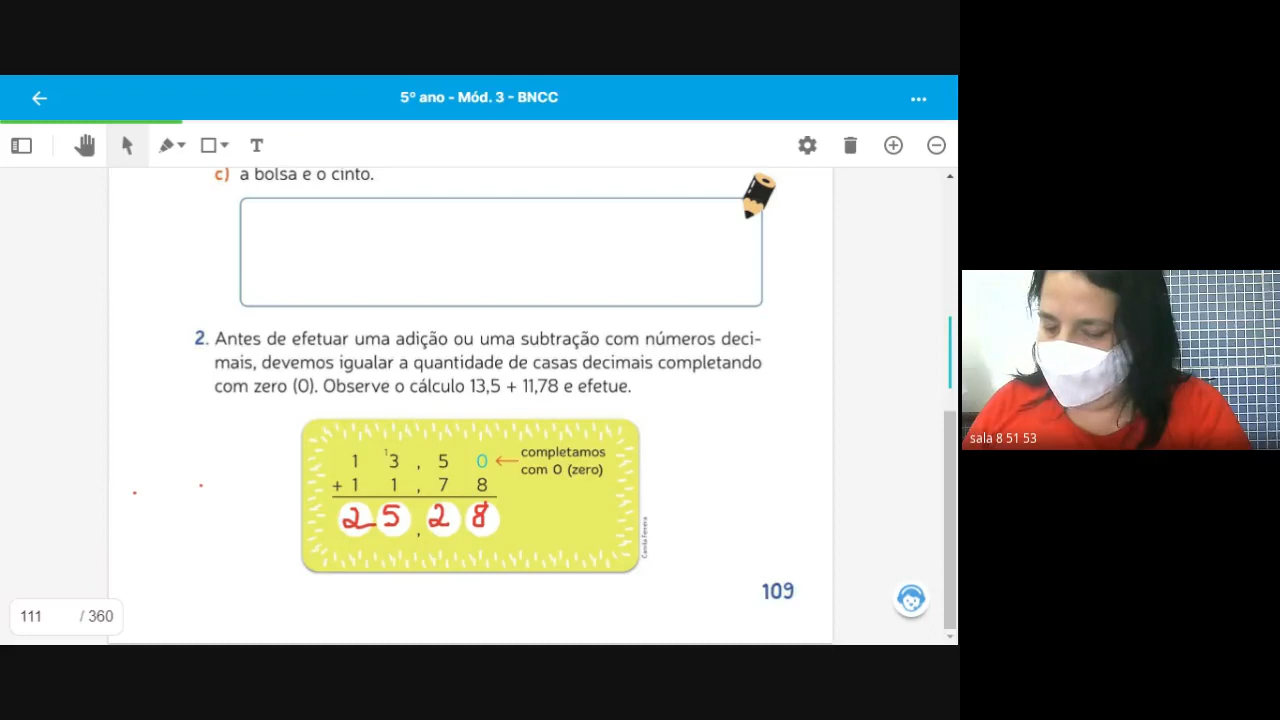 5º ano - Mód. 3 - BNCC
T
c) a bolsa e o cinto.
2. Antes de efetuar uma adição ou uma subtração com números deci-
mais, devemos igualar a quantidade de casas decimais completando
com zero (0). Observe o cálculo 13,5 + 11,78 e efetue.
1 ¹3 , 5 0 ← completamos
com 0 (zero)
+ 1 1 , 7 8
2 5 , 2 8
Camila Ferreira
109
111 / 360
sala 8 51 53